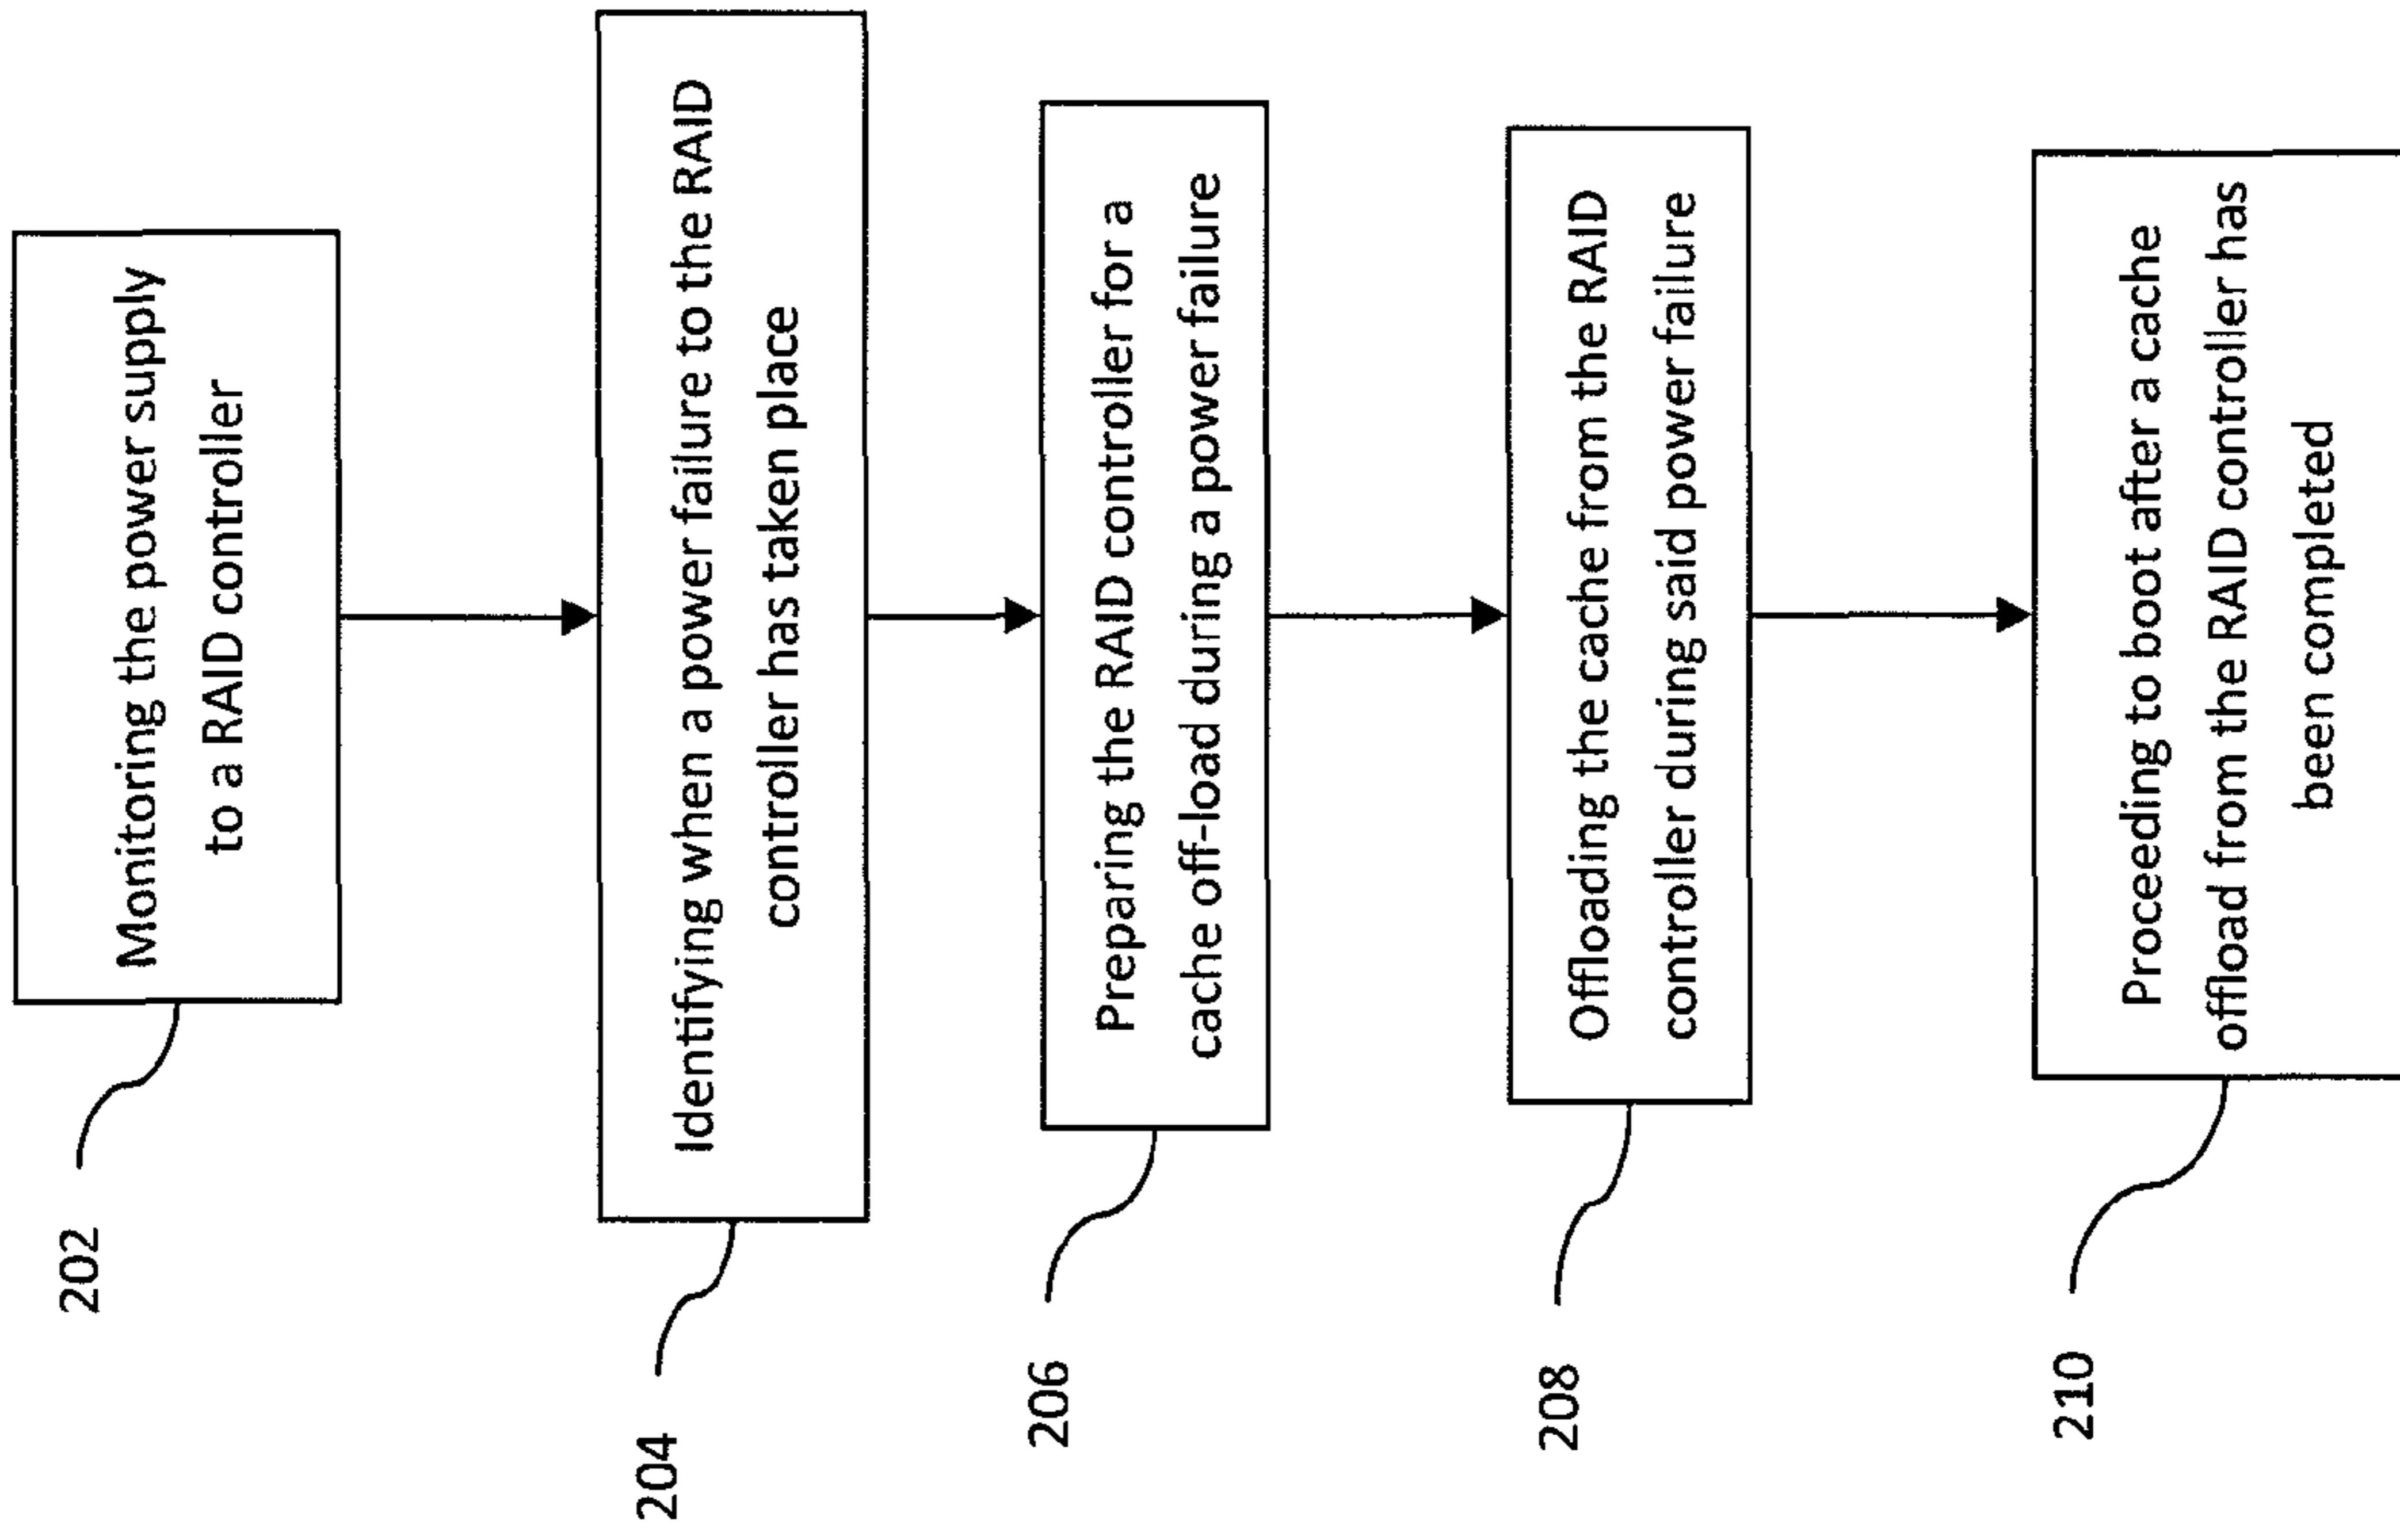 202
Monitoring the power supply
to a RAID controller
204
Identifying when a power failure to the RAID
controller has taken place
206
Preparing the RAID controller for a
cache off-load during a power failure
208
Offloading the cache from the RAID
controller during said power failure
210
Proceeding to boot after a cache
offload from the RAID controller has
been completed